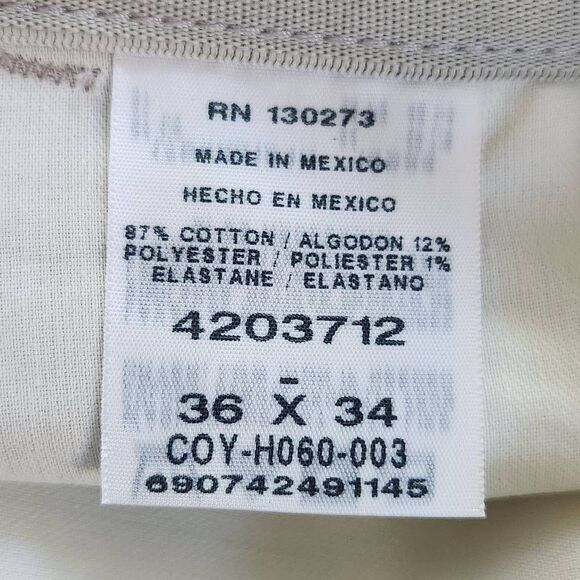 RN 130273
MADE IN MEXICO
HECHO EN MEXICO
87% COTTON / ALGODON 12%
POLYESTER / POLIESTER 1%
ELASTANE / ELASTANO
4203712
-
36 X 34
COY-H060-003
690742491145